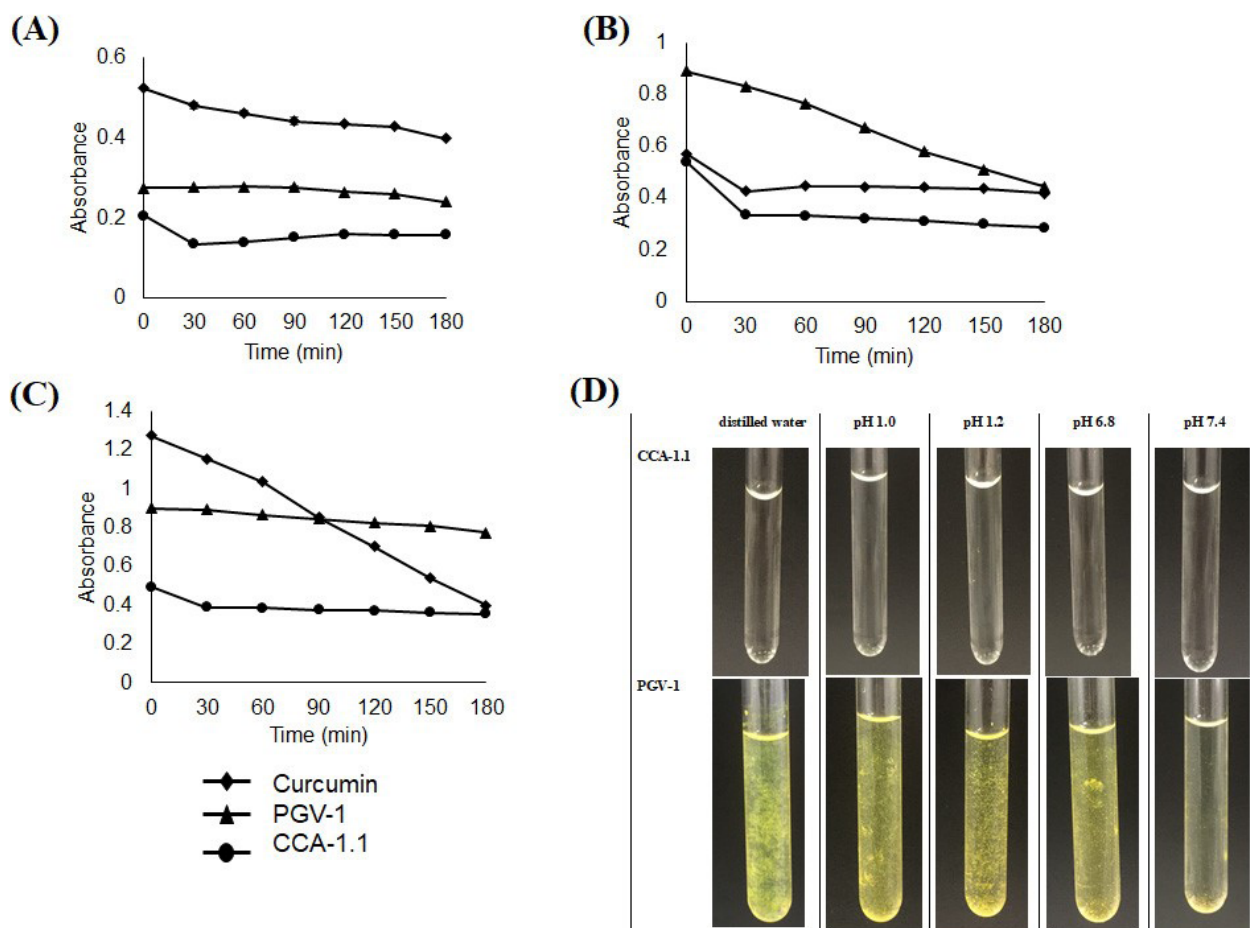 (A)
0.6
0.4
0.2
0
Absorbance
0 30 60 90 120 150 180
Time (min)
(B)
1
0.8
0.6
0.4
0.2
0
Absorbance
0 30 60 90 120 150 180
Time (min)
(C)
1.4
1.2
1
0.8
0.6
0.4
0.2
0
Absorbance
0 30 60 90 120 150 180
Time (min)
Curcumin
PGV-1
CCA-1.1
(D)
distilled water pH 1.0 pH 1.2 pH 6.8 pH 7.4
CCA-1.1
PGV-1